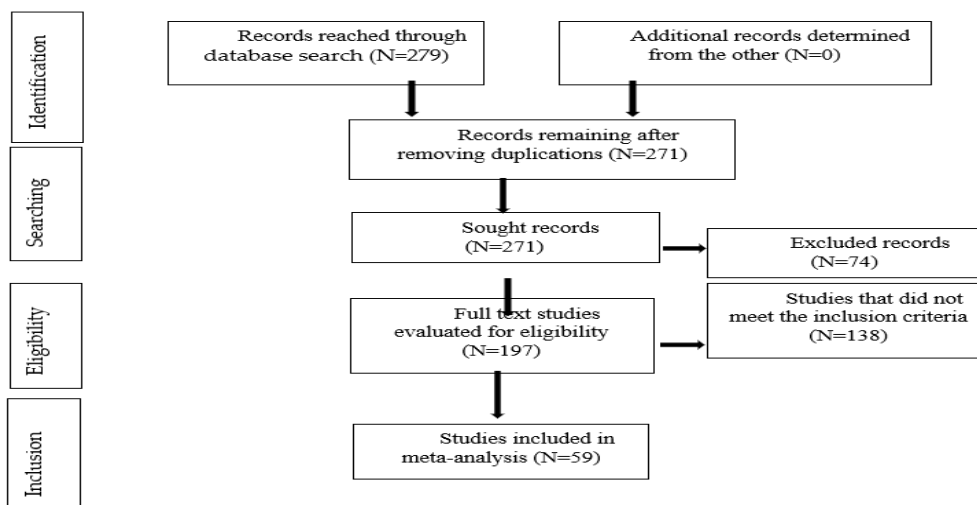 Identification
Records reached through
database search (N=279)
Additional records determined
from the other (N=0)
Records remaining after
removing duplications (N=271)
Searching
Sought records
(N=271)
Excluded records
(N=74)
Eligibility
Full text studies
evaluated for eligibility
(N=197)
Studies that did not
meet the inclusion criteria
(N=138)
Inclusion
Studies included in
meta-analysis (N=59)